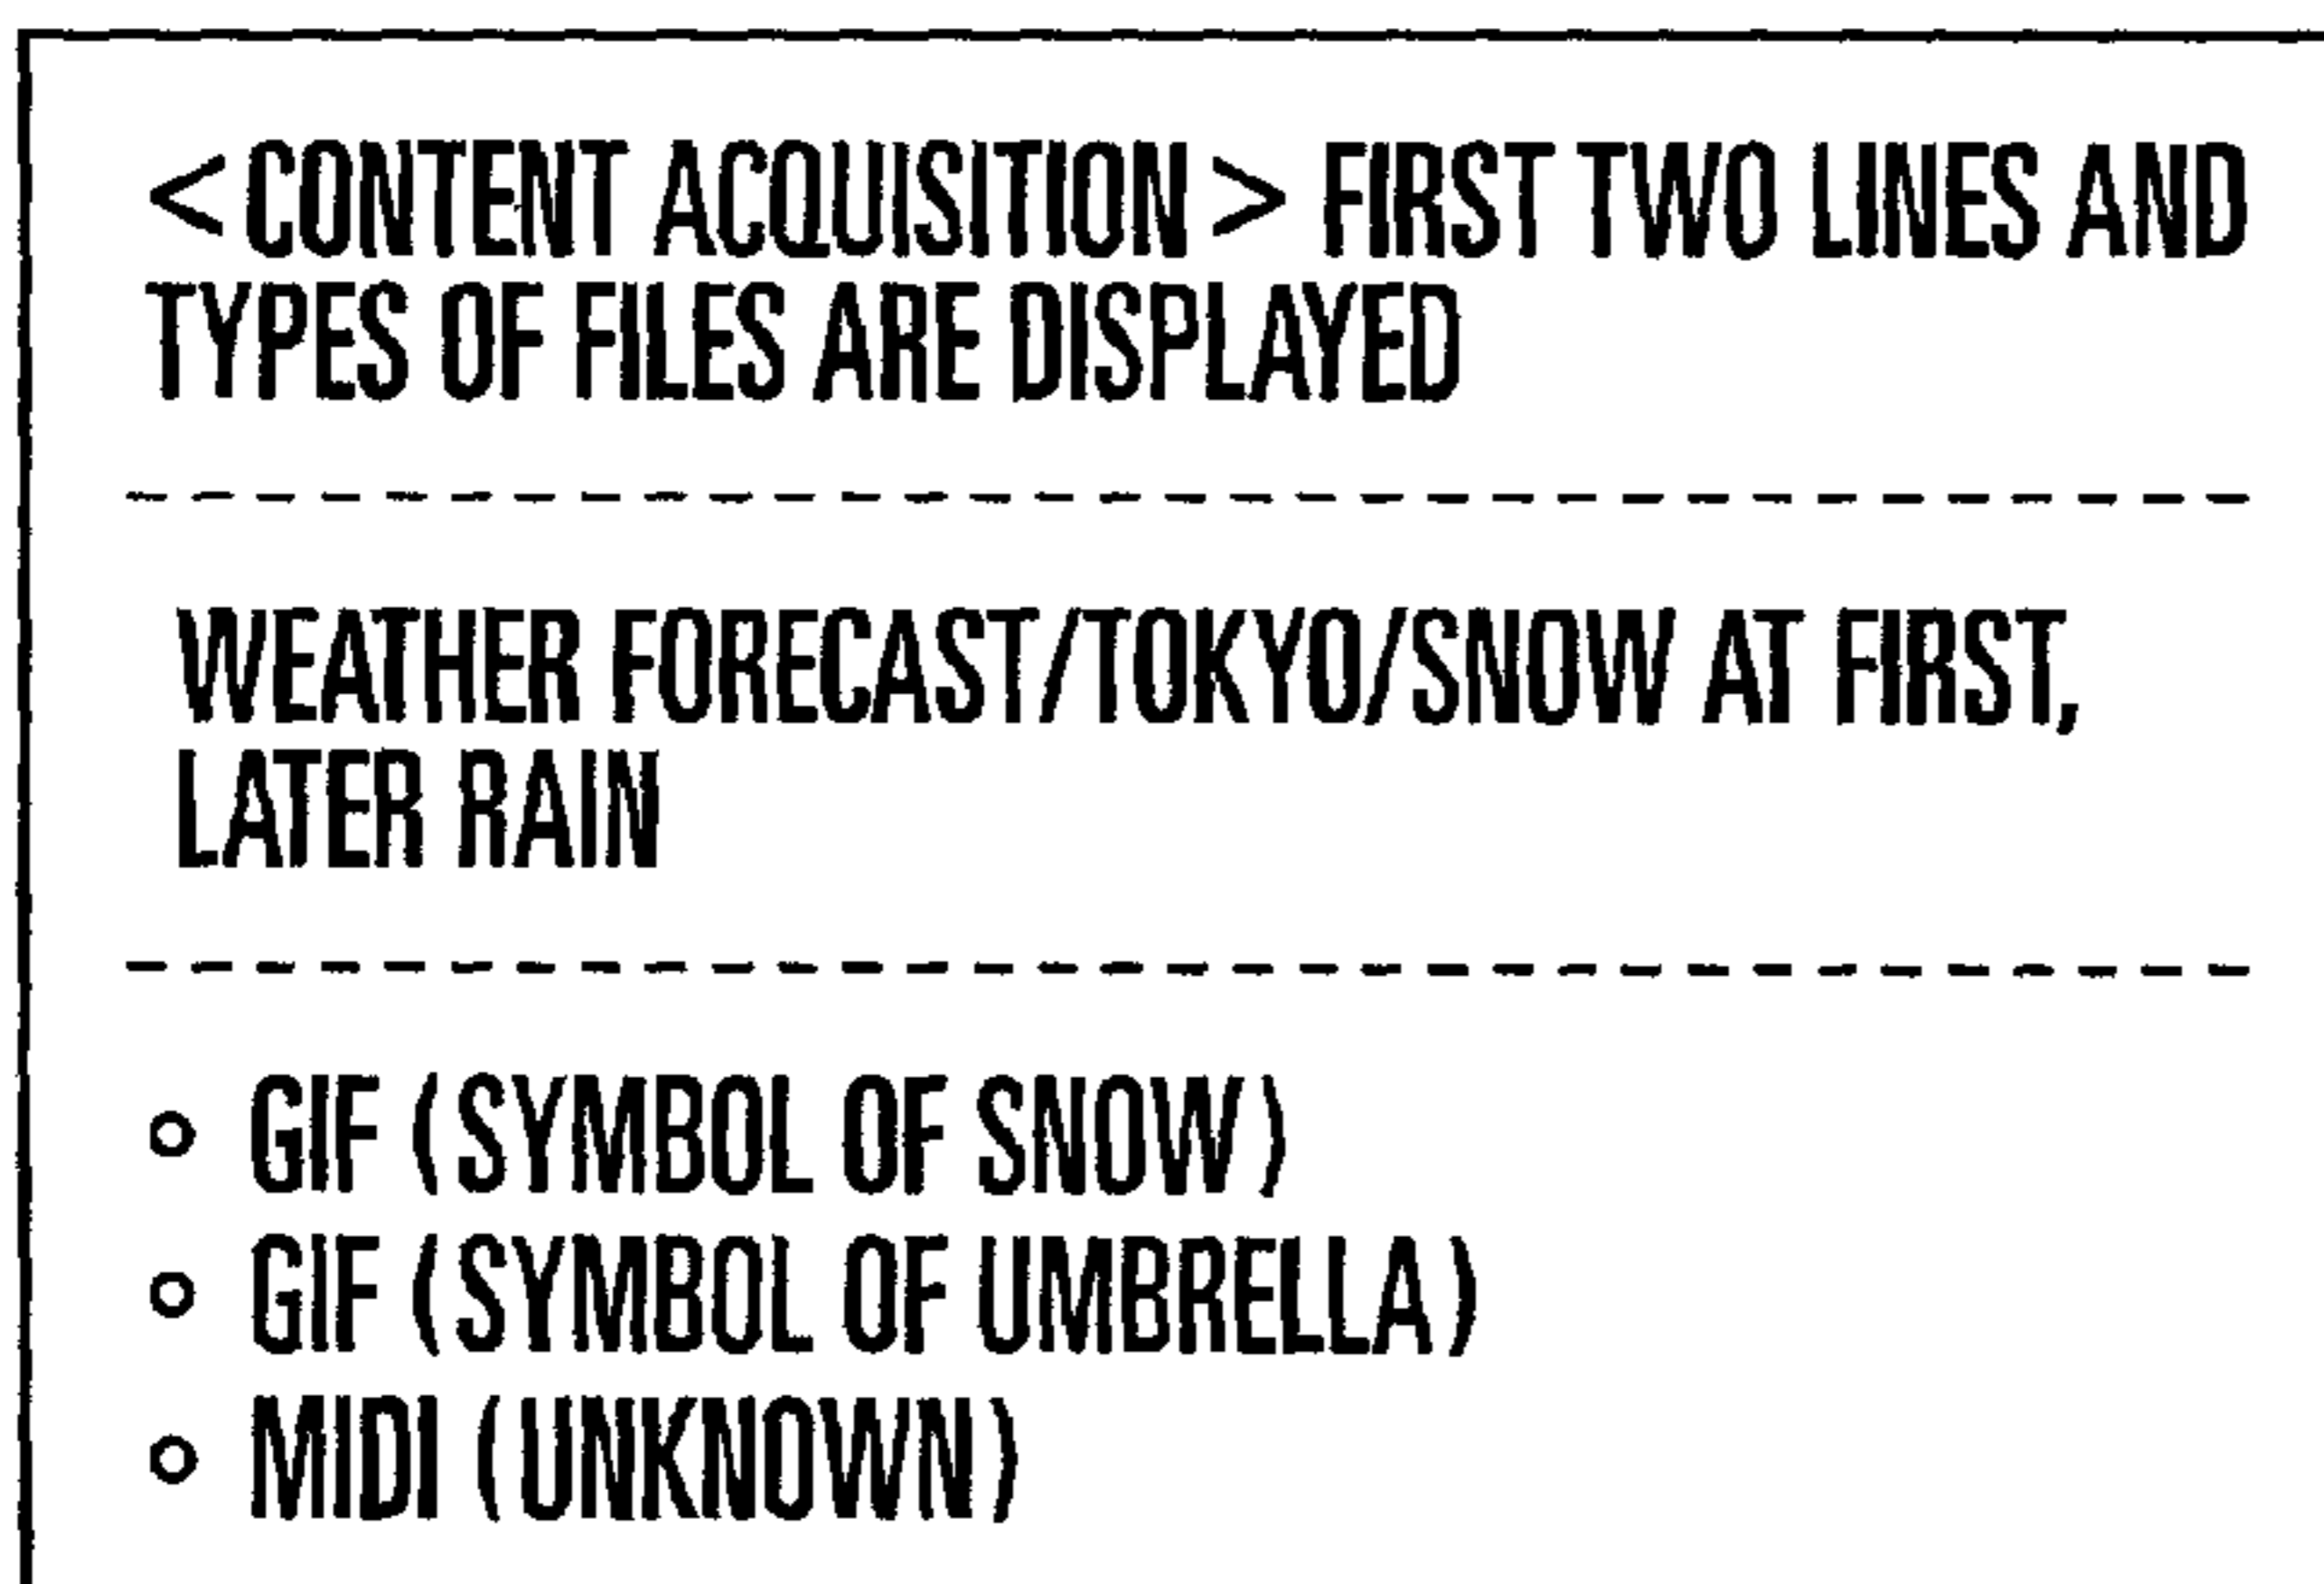 <CONTENT ACQUISITION> FIRST TWO LINES AND
TYPES OF FILES ARE DISPLAYED
WEATHER FORECAST/TOKYO/SNOW AT FIRST,
LATER RAIN
○ GIF (SYMBOL OF SNOW)
○ GIF (SYMBOL OF UMBRELLA)
○ MIDI (UNKNOWN)